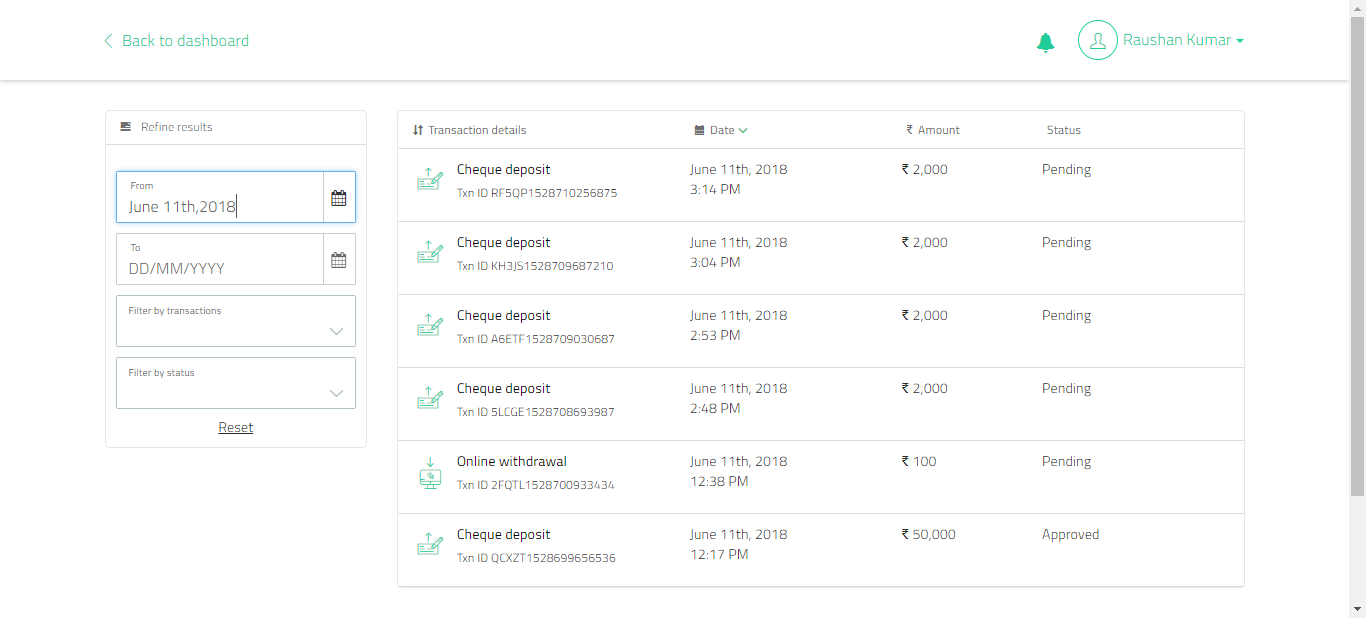 Back to dashboard
Raushan Kumar
Refine results
From
June 11th,2018
To
DD/MM/YYYY
Filter by transactions
Filter by status
Reset
Transaction details Date ₹ Amount Status
Cheque deposit June 11th, 2018 ₹ 2,000 Pending
Txn ID RF5QP1528710256875 3:14 PM
Cheque deposit June 11th, 2018 ₹ 2,000 Pending
Txn ID KH3JS1528709687210 3:04 PM
Cheque deposit June 11th, 2018 ₹ 2,000 Pending
Txn ID A6ETF1528709030687 2:53 PM
Cheque deposit June 11th, 2018 ₹ 2,000 Pending
Txn ID 5LCGE1528708693987 2:48 PM
Online withdrawal June 11th, 2018 ₹ 100 Pending
Txn ID 2FQTL1528700933434 12:38 PM
Cheque deposit June 11th, 2018 ₹ 50,000 Approved
Txn ID QCXZT1528699656536 12:17 PM